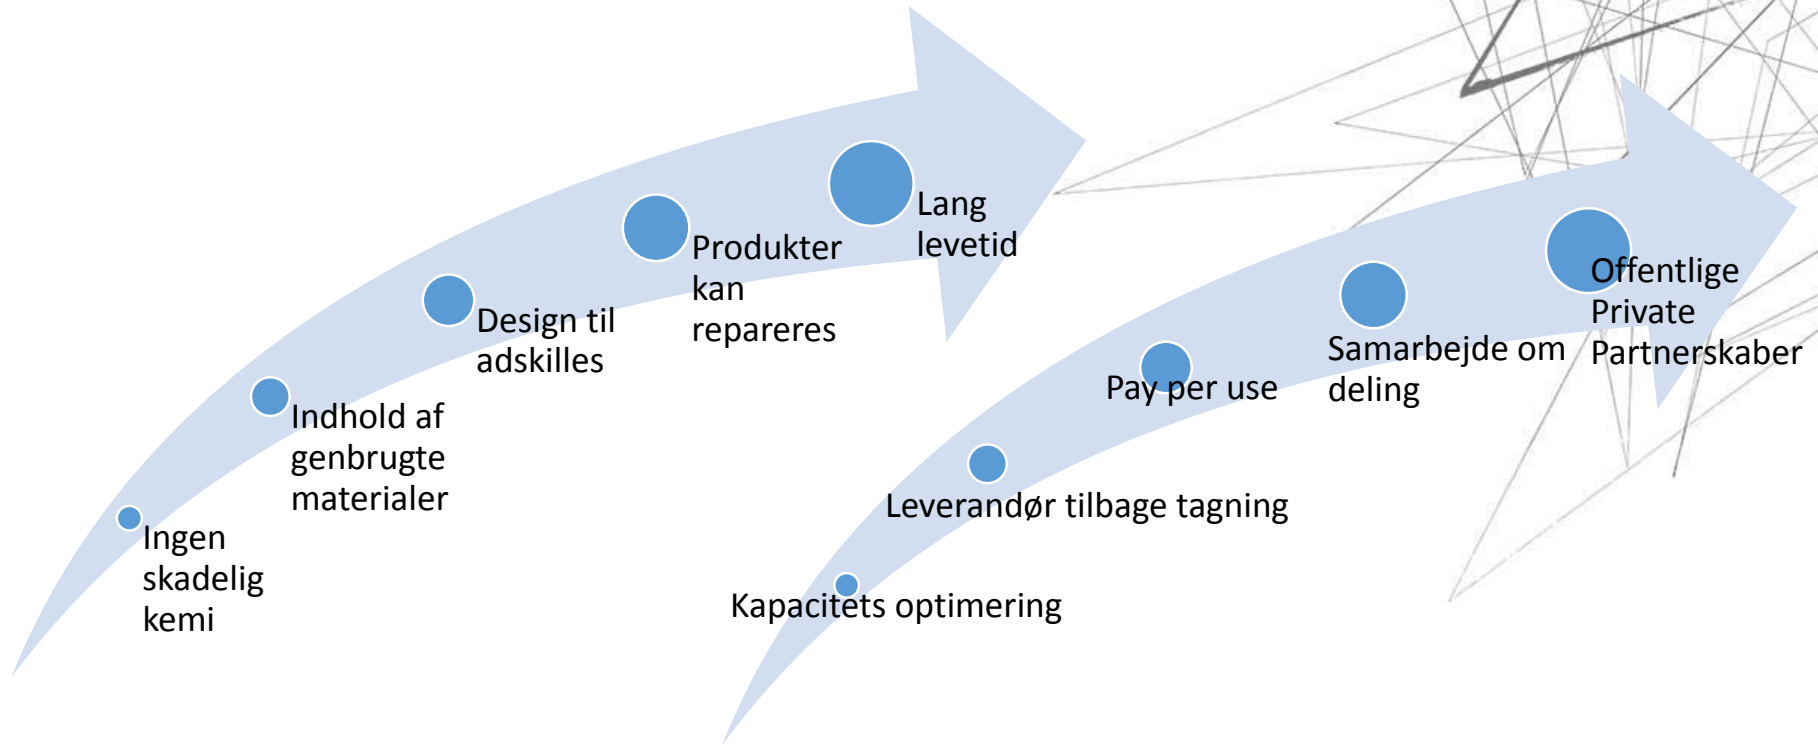 Lang
levetid
Produkter
kan
repareres
Design til
adskilles
Indhold af
genbrugte
materialer
Ingen
skadelig
kemi
Offentlige
Private
Partnerskaber
Samarbejde om
deling
Pay per use
Leverandør tilbage tagning
Kapacitets optimering